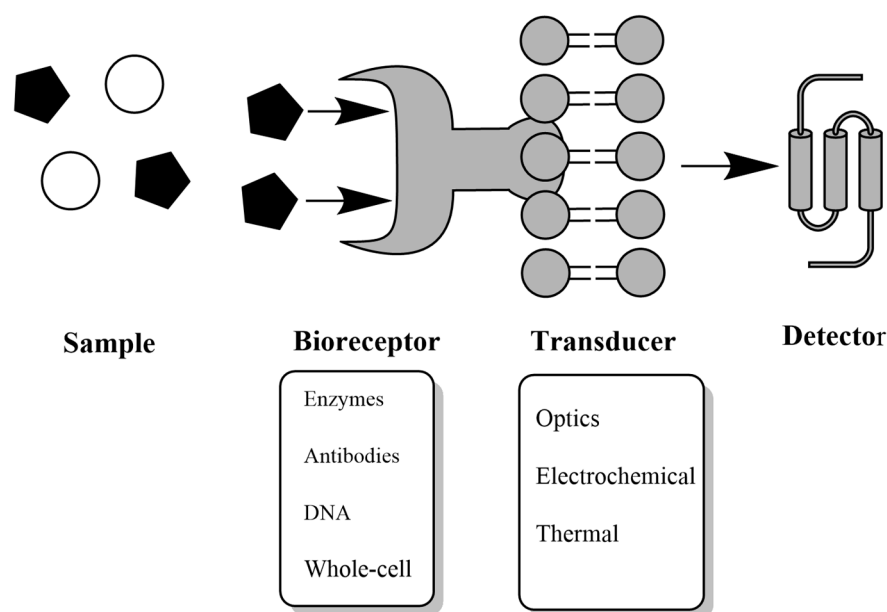 Sample
Bioreceptor
Transducer
Detector
Enzymes
Antibodies
DNA
Whole-cell
Optics
Electrochemical
Thermal